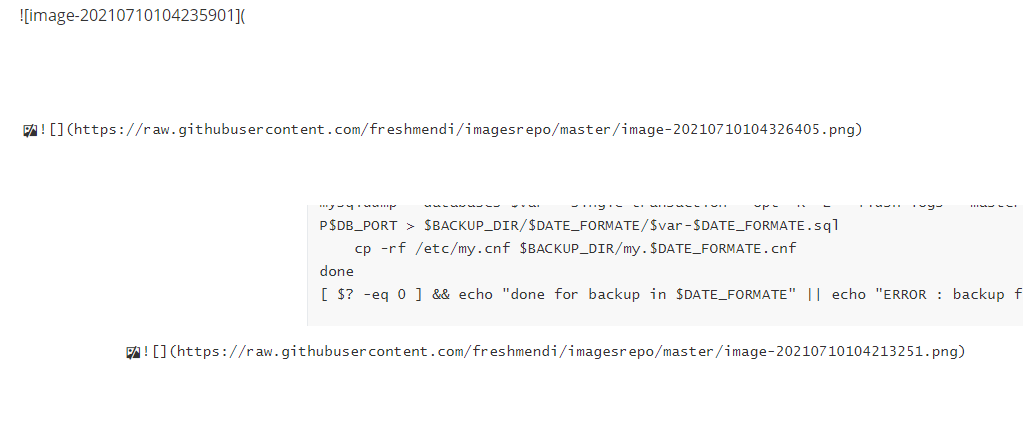 ![image-20210710104235901](
![](https://raw.githubusercontent.com/freshmendi/imagesrepo/master/image-20210710104326405.png)
P$DB_PORT > $BACKUP_DIR/$DATE_FORMATE/$var-$DATE_FORMATE.sql
    cp -rf /etc/my.cnf $BACKUP_DIR/my.$DATE_FORMATE.cnf
done
[ $? -eq 0 ] && echo "done for backup in $DATE_FORMATE" || echo "ERROR : backup f
![](https://raw.githubusercontent.com/freshmendi/imagesrepo/master/image-20210710104213251.png)